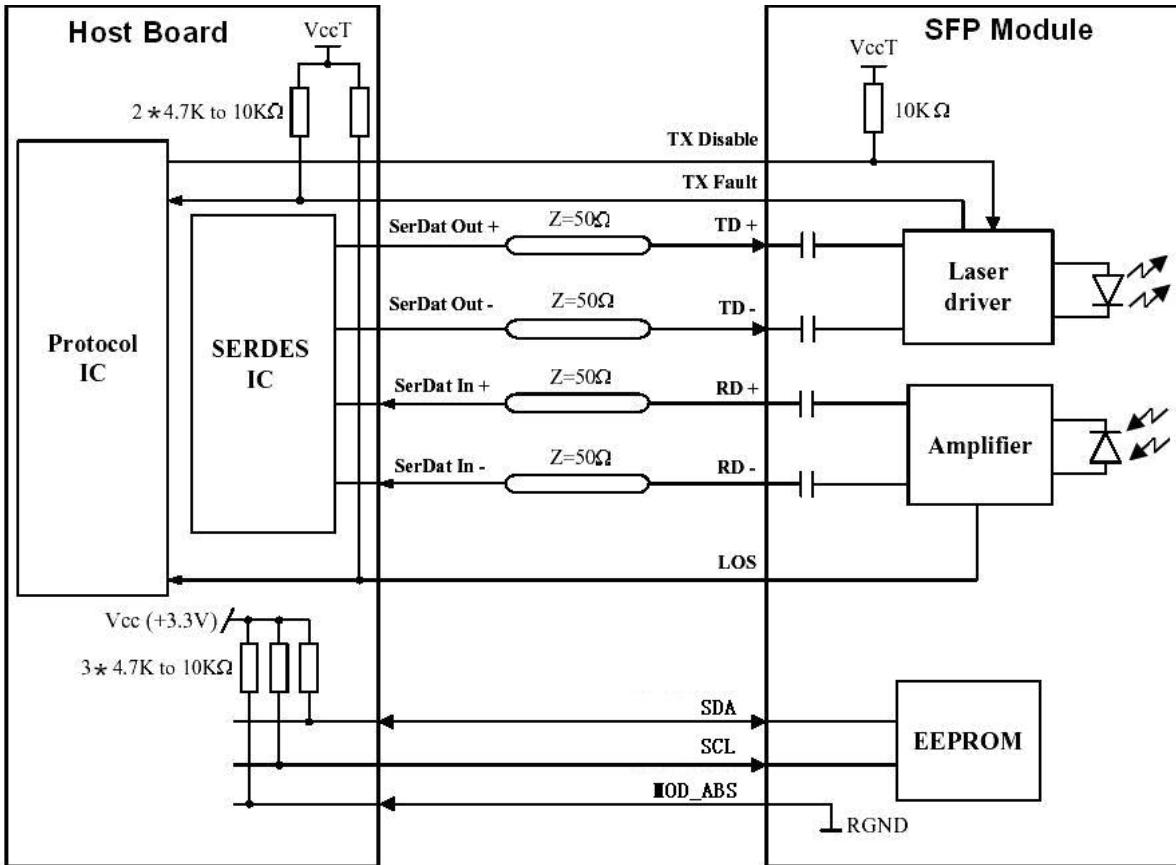 Host Board
SFP Module
VccT
VccT
2*4.7K to 10KΩ
10KΩ
TX Disable
TX Fault
SerDat Out +
Z=50Ω
TD +
SerDat Out -
Z=50Ω
TD -
Laser
driver
Protocol
IC
SERDES
IC
SerDat In +
Z=50Ω
RD +
SerDat In -
Z=50Ω
RD -
Amplifier
LOS
Vcc (+3.3V)
3*4.7K to 10KΩ
SDA
SCL
MOD_ABS
EEPROM
RGND